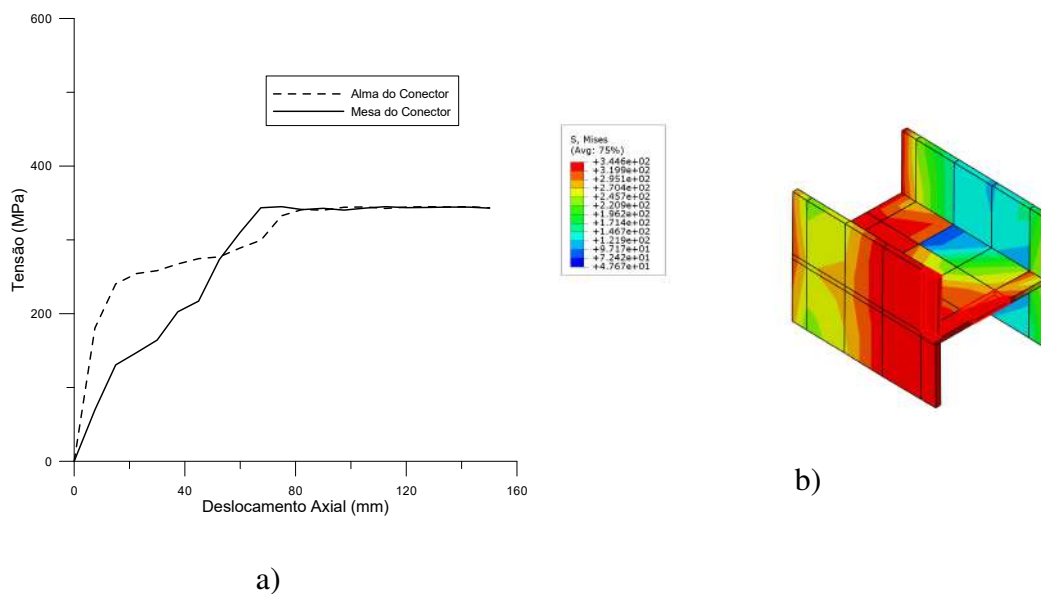 600
400
200
0
Tensão (MPa)
Alma do Conector
Mesa do Conector
0 40 80 120 160
Deslocamento Axial (mm)
a)
S, Mises
(Avg: 75%)
+3.446e+02
+3.199e+02
+2.951e+02
+2.704e+02
+2.457e+02
+2.209e+02
+1.962e+02
+1.714e+02
+1.467e+02
+1.219e+02
+9.717e+01
+7.242e+01
+4.767e+01
b)